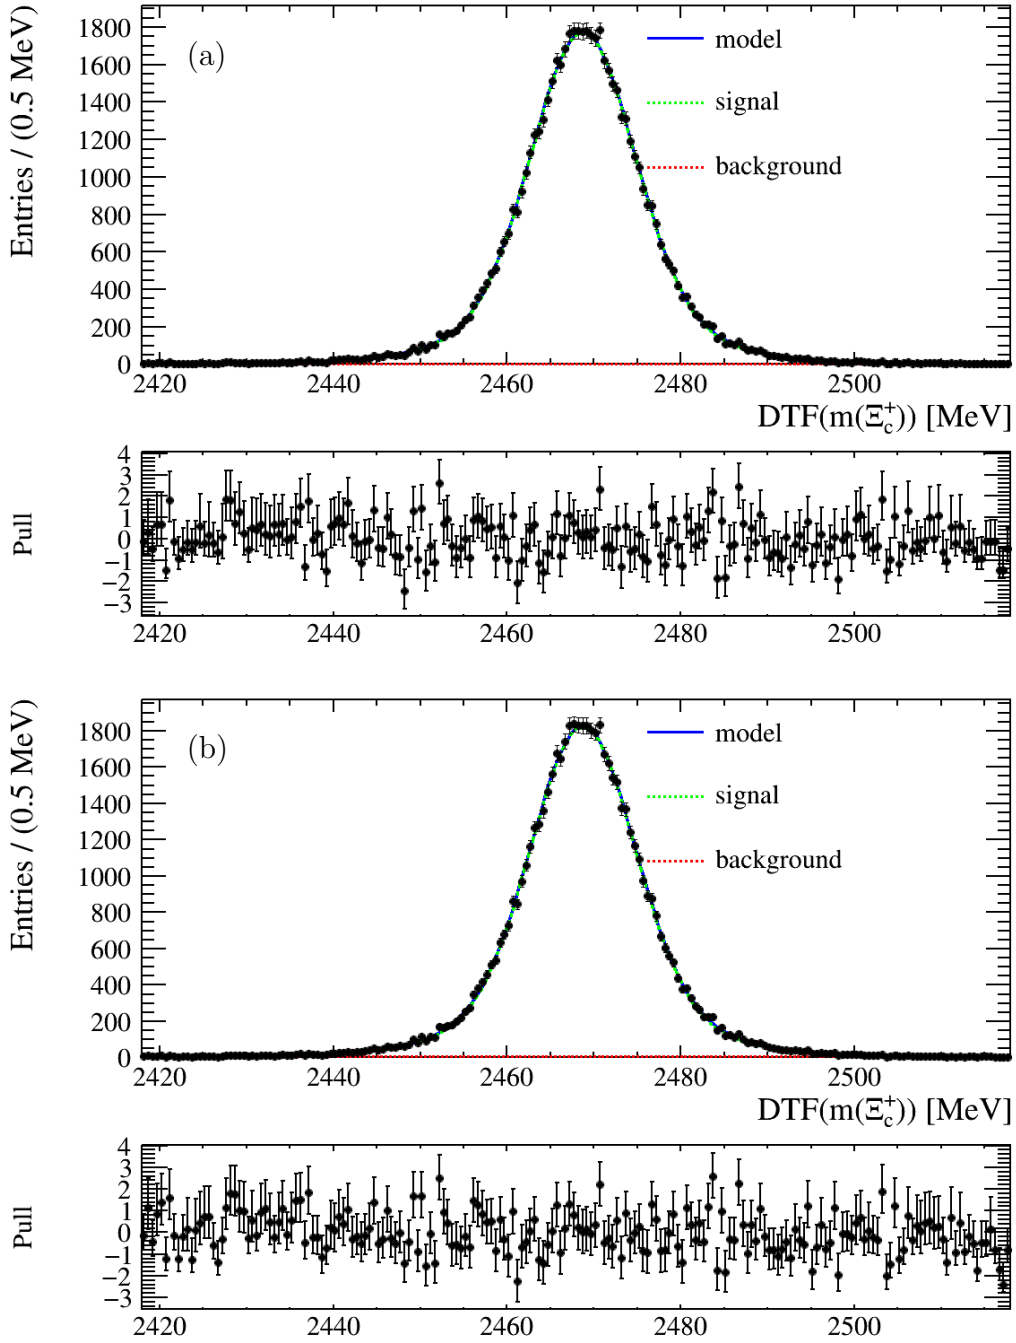 Entries / (0.5 MeV)
1800
1600
1400
1200
1000
800
600
400
200
0
(a)
model
signal
background
2420 2440 2460 2480 2500
DTF(m(Ξc+)) [MeV]
Pull
4
3
2
1
0
−1
−2
−3
2420 2440 2460 2480 2500
Entries / (0.5 MeV)
1800
1600
1400
1200
1000
800
600
400
200
0
(b)
model
signal
background
2420 2440 2460 2480 2500
DTF(m(Ξc+)) [MeV]
Pull
4
3
2
1
0
−1
−2
−3
2420 2440 2460 2480 2500